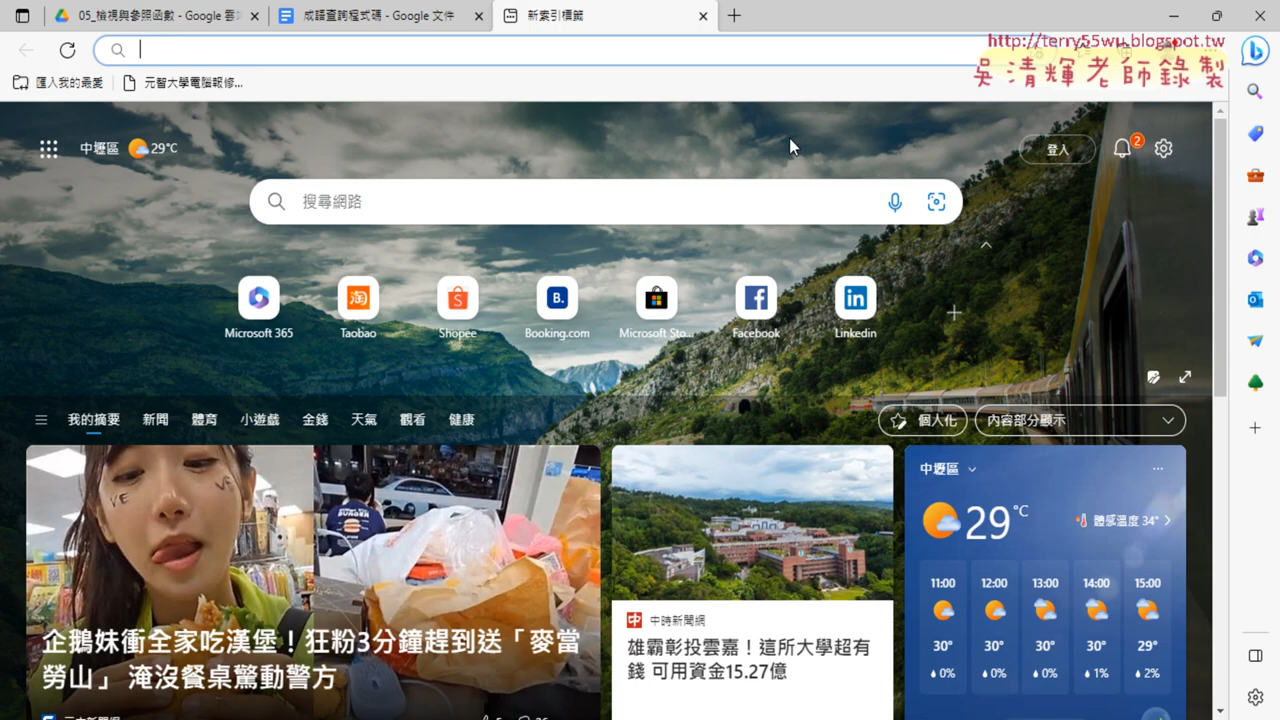 05_檢視與參照函數 - Google 雲
成語查詢程式碼 - Google 文件
新索引標籤
http://terry55wu.blogspot.tw
吳清輝老師錄製
匯入我的最愛
元智大學電腦報修...
中壢區
29°C
登入
2
搜尋網路
Microsoft 365
Taobao
Shopee
Booking.com
Microsoft Sto...
Facebook
Linkedin
我的摘要
新聞
體育
小遊戲
金錢
天氣
觀看
健康
個人化
內容部分顯示
企鵝妹衝全家吃漢堡！狂粉3分鐘趕到送「麥當
勞山」 淹沒餐桌驚動警方
中時新聞網
雄霸彰投雲嘉！這所大學超有
錢 可用資金15.27億
中壢區
29°C
體感溫度 34°
11:00 12:00 13:00 14:00 15:00
30° 30° 30° 30° 29°
0% 0% 0% 1% 2%